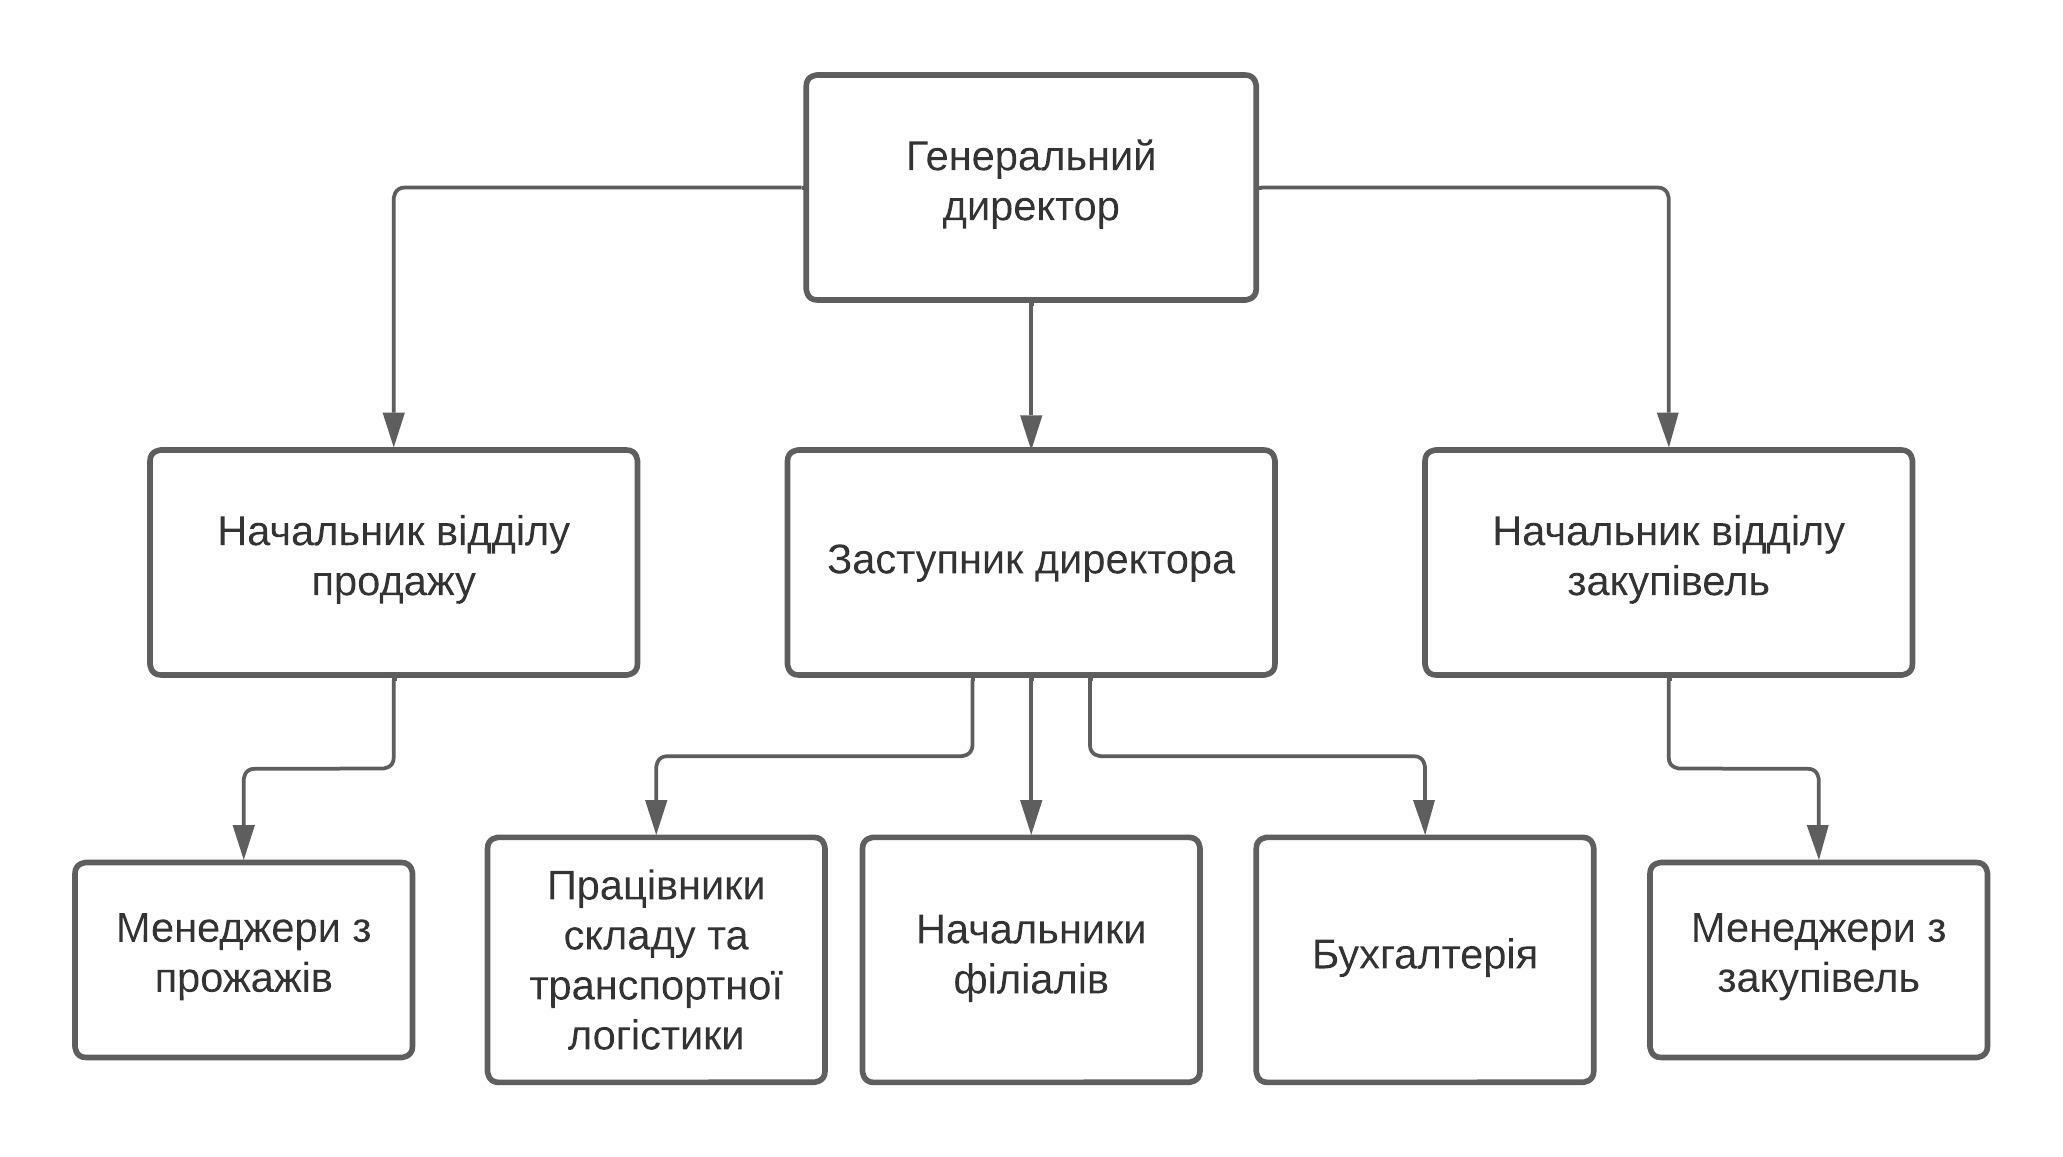 Генеральний
директор
Начальник відділу
продажу
Заступник директора
Начальник відділу
закупівель
Менеджери з
прожажів
Працівники
складу та
транспортної
логістики
Начальники
філіалів
Бухгалтерія
Менеджери з
закупівель